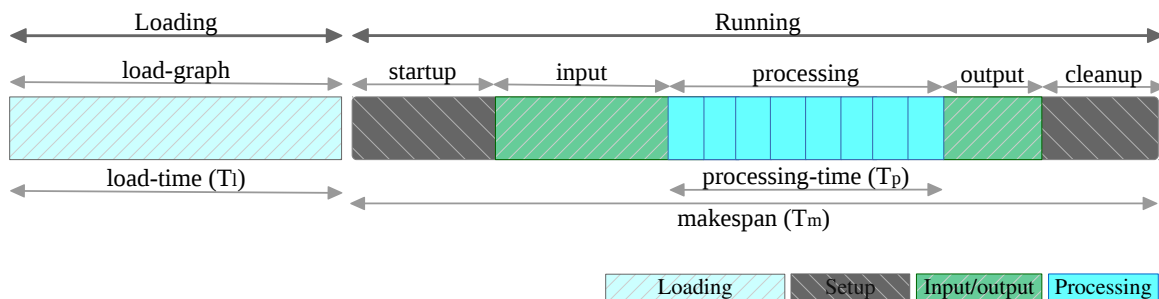 Loading Running
load-graph startup input processing output cleanup
load-time (Tl) processing-time (Tp)
makespan (Tm)
Loading Setup Input/output Processing